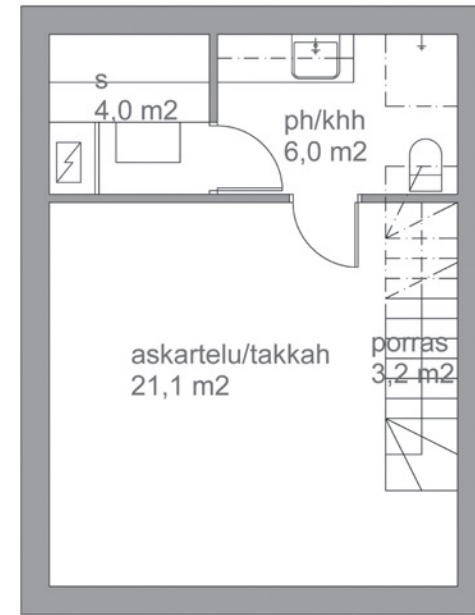 s
4,0 m2
ph/khh
6,0 m2
askartelu/takkah
21,1 m2
porras
3,2 m2